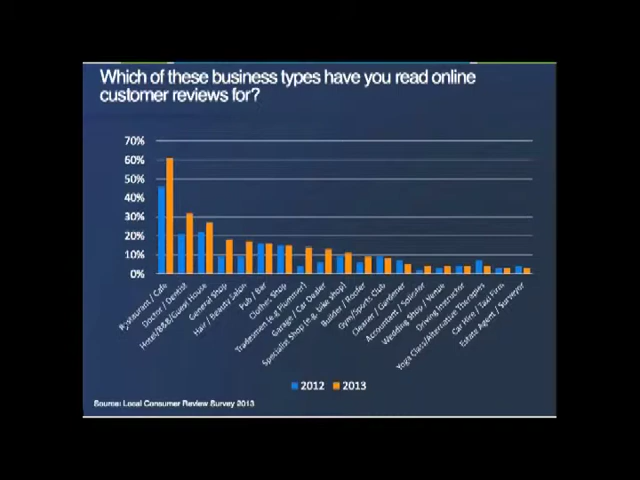 Which of these business types have you read online
customer reviews for?
70%
60%
50%
40%
30%
20%
10%
0%
Restaurant / Cafe
Doctor / Dentist
Hotel/B&B/Guest House
General Shop
Hair / Beauty Salon
Pub / Bar
Clothes Shop
Tradesmen (e.g Plummer)
Garage / Car Dealer
Specialist Shop (e.g. bike shop)
Builder / Roofer
Gym/Sports Club
Cleaner / Gardener
Accountant / Solicitor
Wedding Shop / Venue
Driving Instructor
Yoga Class/Alternative Therapers
Car Hire / Taxi Firm
Estate Agent / Surveyor
2012 2013
Source: Local Consumer Review Survey 2013